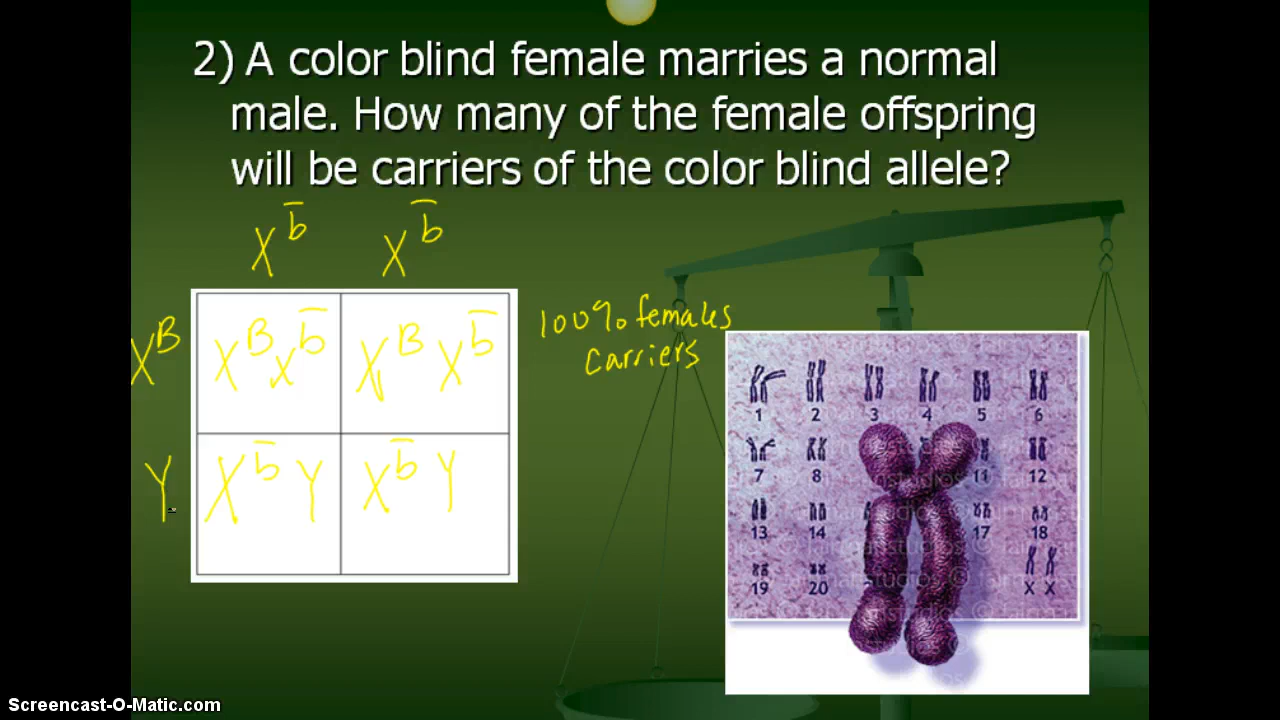 2) A color blind female marries a normal
male. How many of the female offspring
will be carriers of the color blind allele?
X^b̅ X^b̅
X^B X^B x^b̅ X^B X^b̅
Y X^b̅ Y X^b̅ Y
100% females
carriers
1 2 3 4 5 6
7 8 11 12
13 14 17 18
19 20 X X
Screencast-O-Matic.com